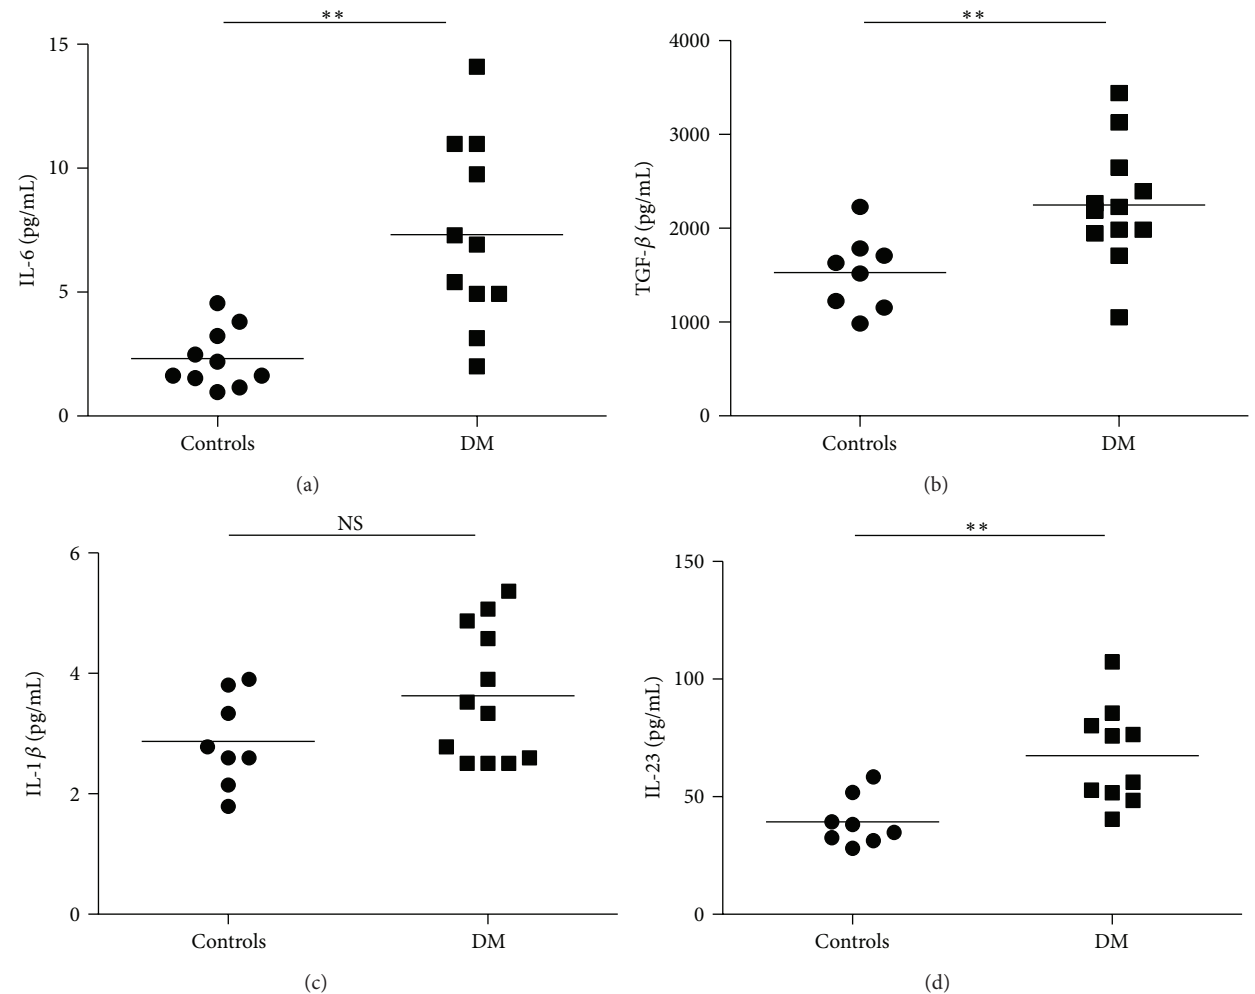 **
15
10
5
0
IL-6 (pg/mL)
Controls
DM
(a)
**
4000
3000
2000
1000
0
TGF-β (pg/mL)
Controls
DM
(b)
NS
6
4
2
0
IL-1β (pg/mL)
Controls
DM
(c)
**
150
100
50
0
IL-23 (pg/mL)
Controls
DM
(d)